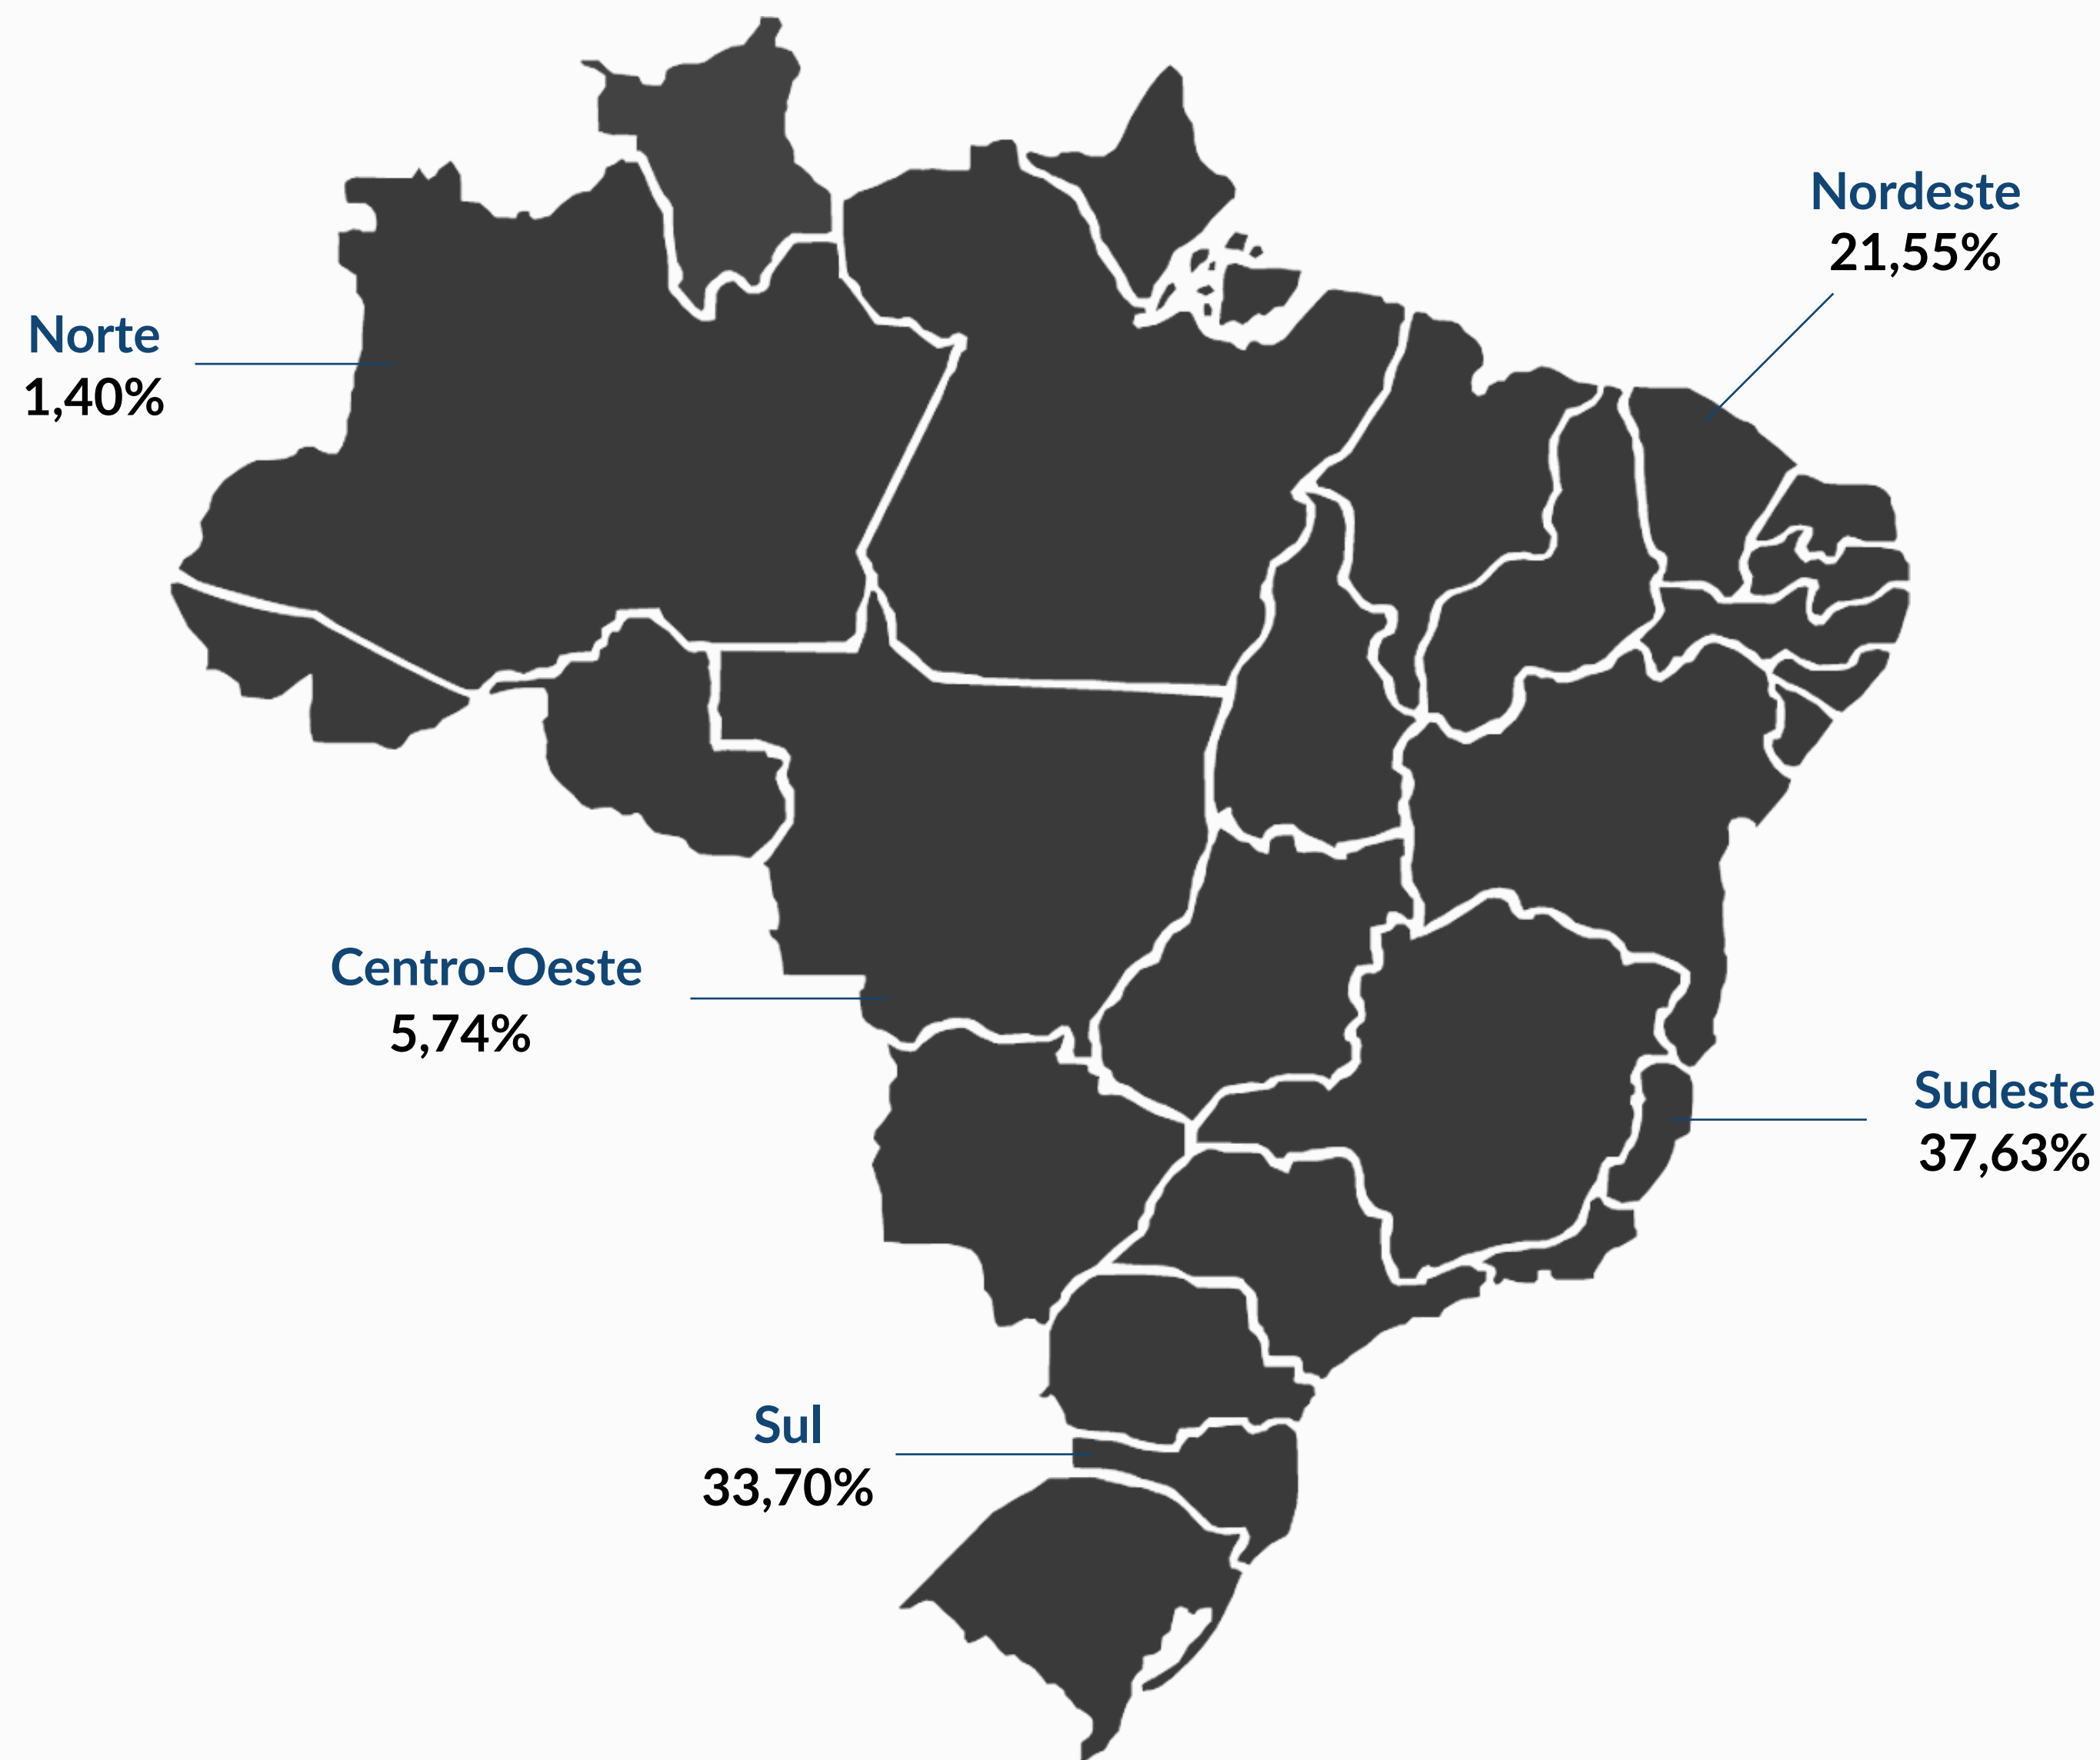 Nordeste
21,55%
Norte
1,40%
Centro-Oeste
5,74%
Sudeste
37,63%
Sul
33,70%